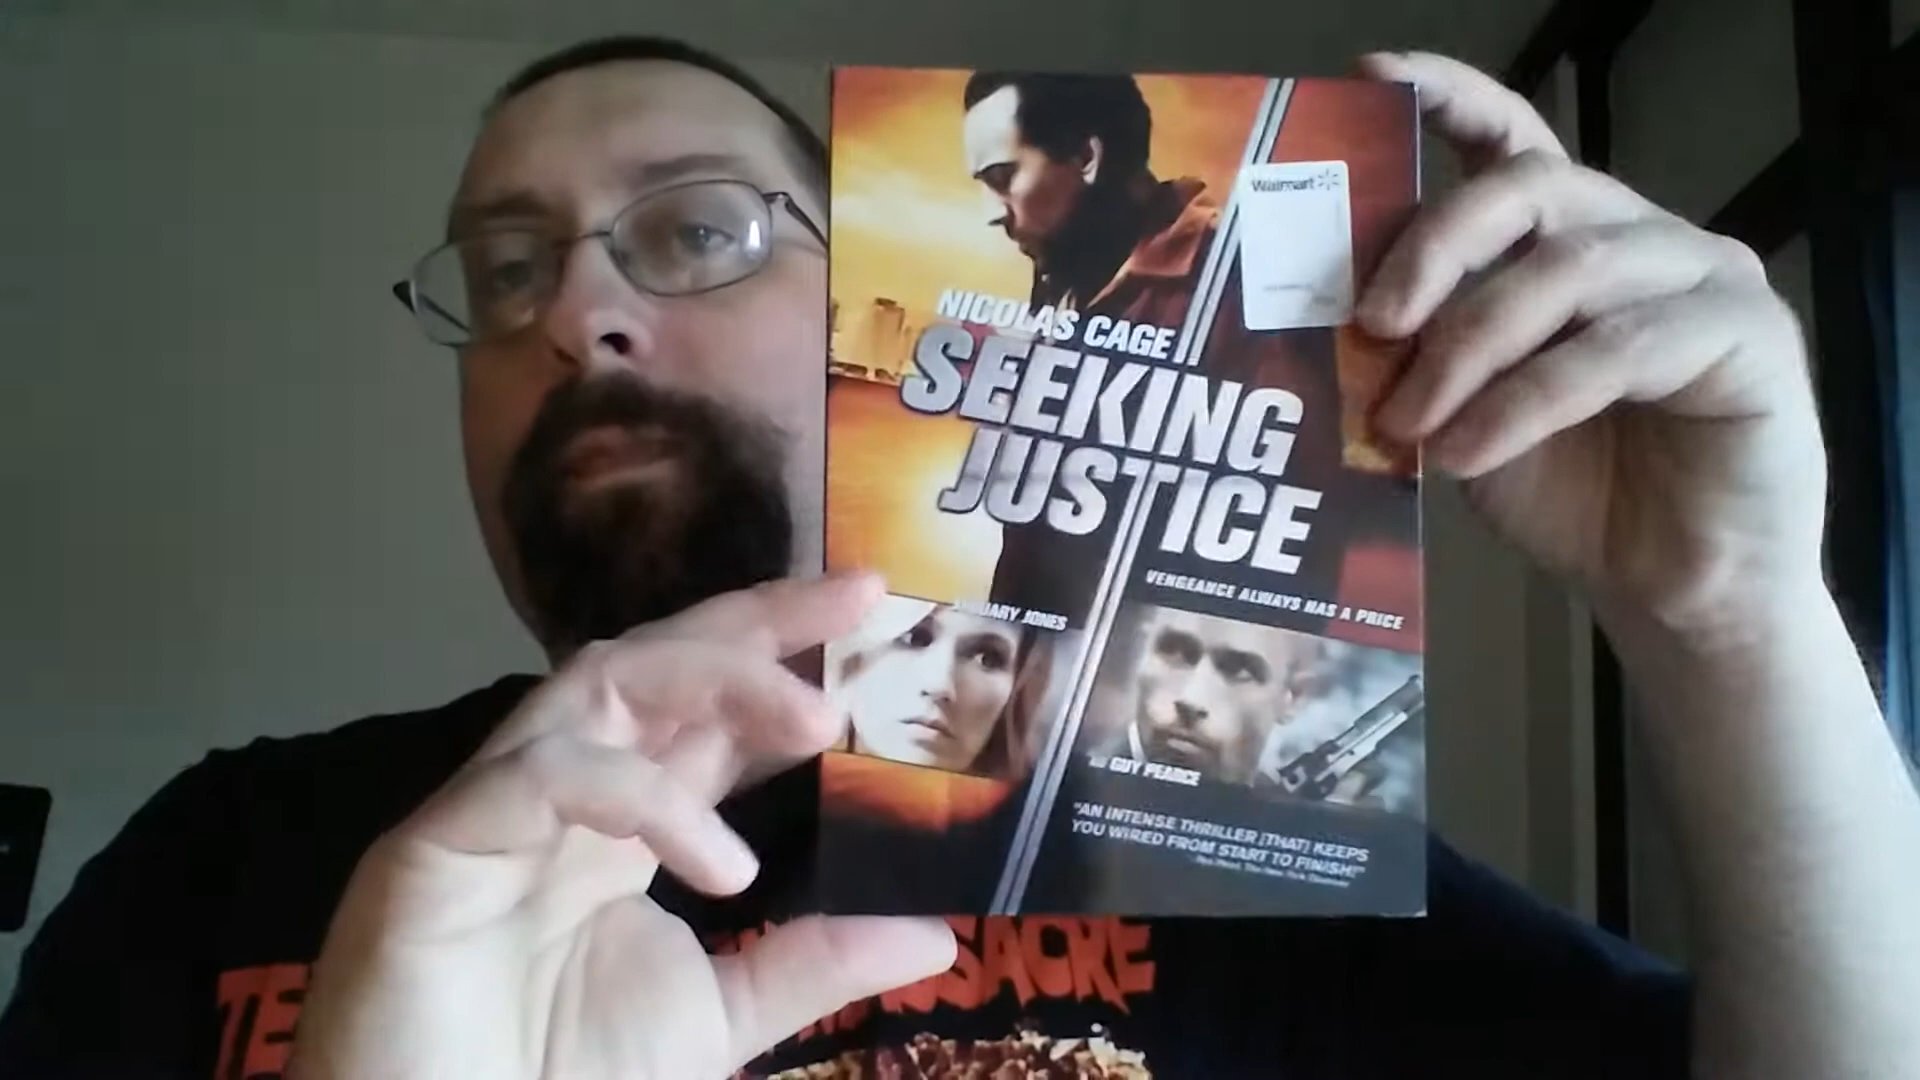 Walmart
NICOLAS CAGE
SEEKING
JUSTICE
VENGEANCE ALWAYS HAS A PRICE
JONES
GUY PEARCE
"AN INTENSE THRILLER [THAT] KEEPS
YOU WIRED FROM START TO FINISH!"